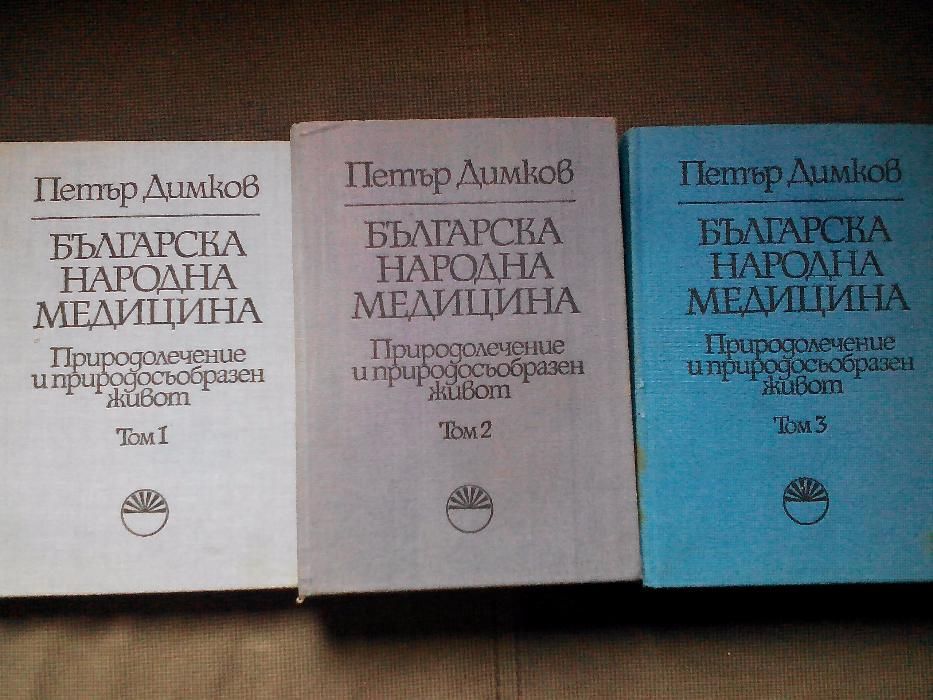 Петър Димков
БЪЛГАРСКА
НАРОДНА
МЕДИЦИНА
Природолечение
и природосъобразен
живот
Том 1
Петър Димков
БЪЛГАРСКА
НАРОДНА
МЕДИЦИНА
Природолечение
и природосъобразен
живот
Том 2
Петър Димков
БЪЛГАРСКА
НАРОДНА
МЕДИЦИНА
Природолечение
и природосъобразен
живот
Том 3